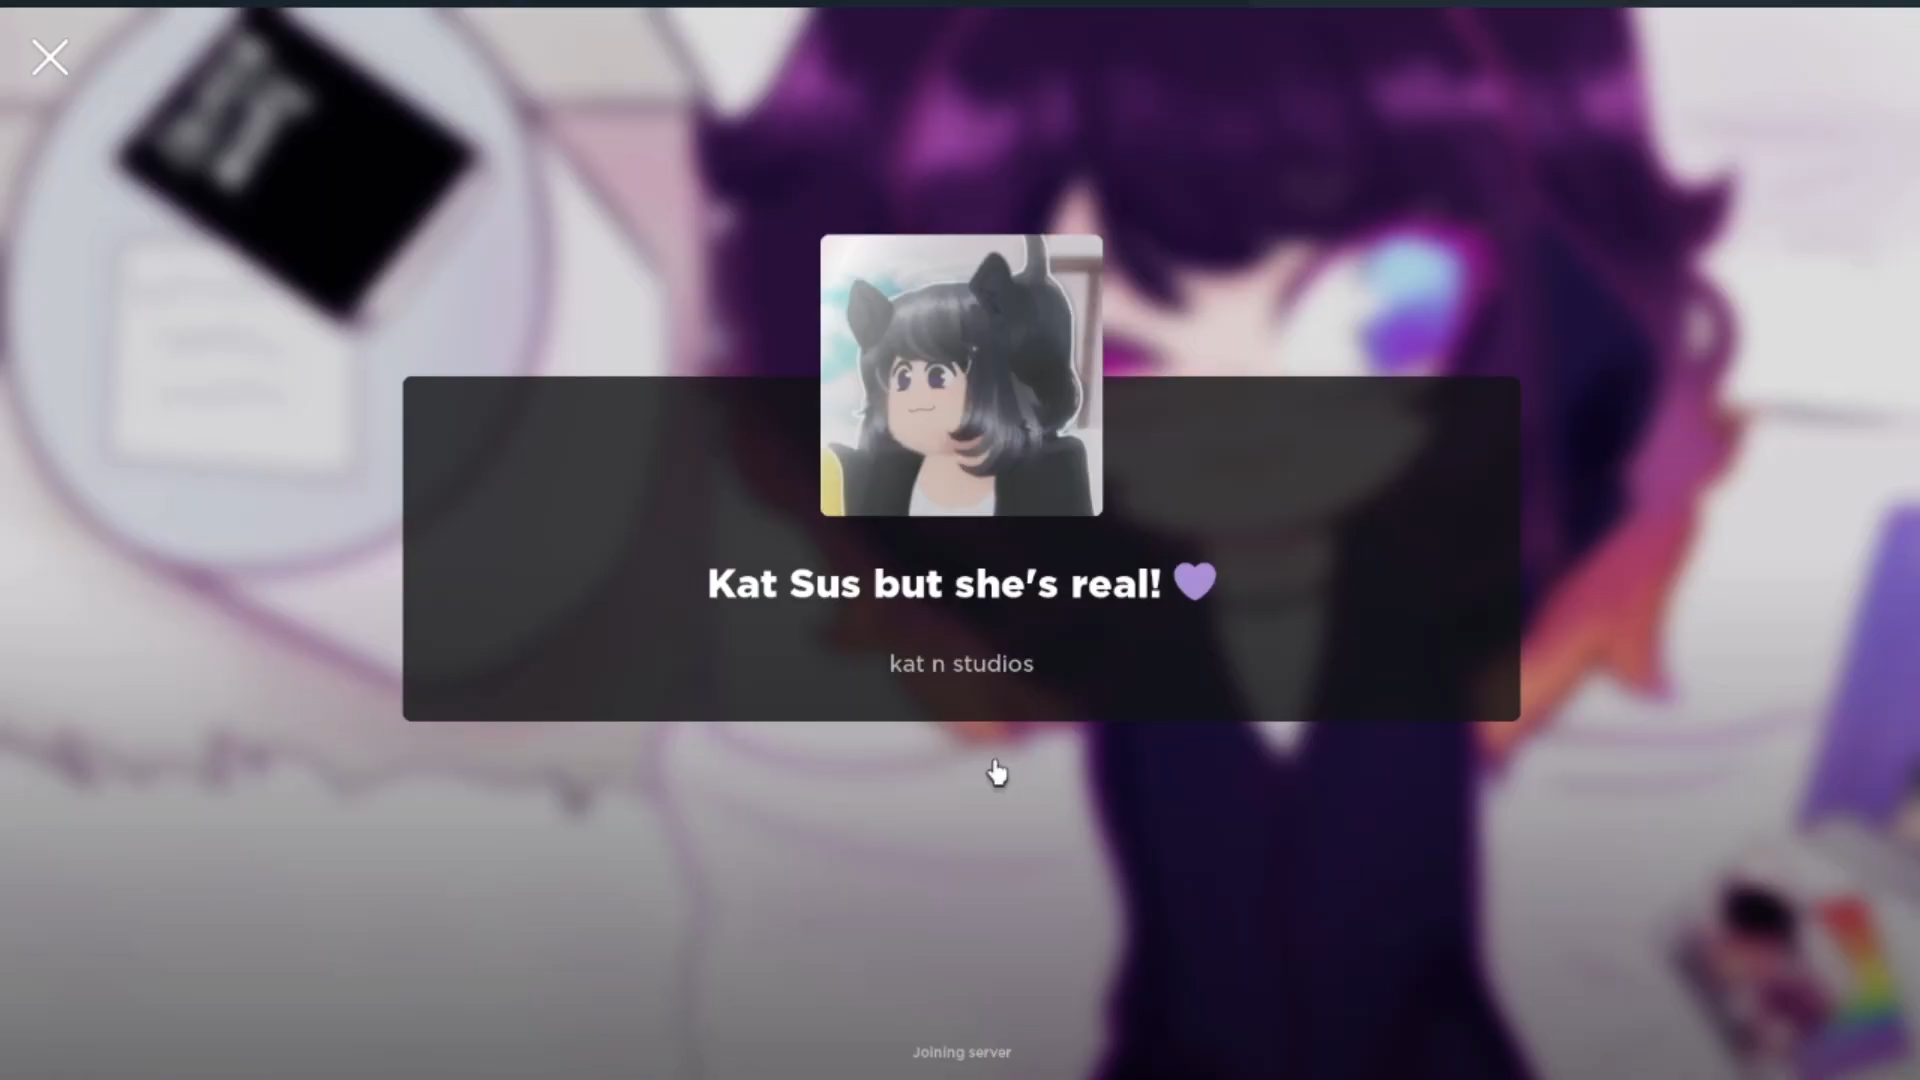 Kat Sus but she's real! 💜
kat n studios
Joining server